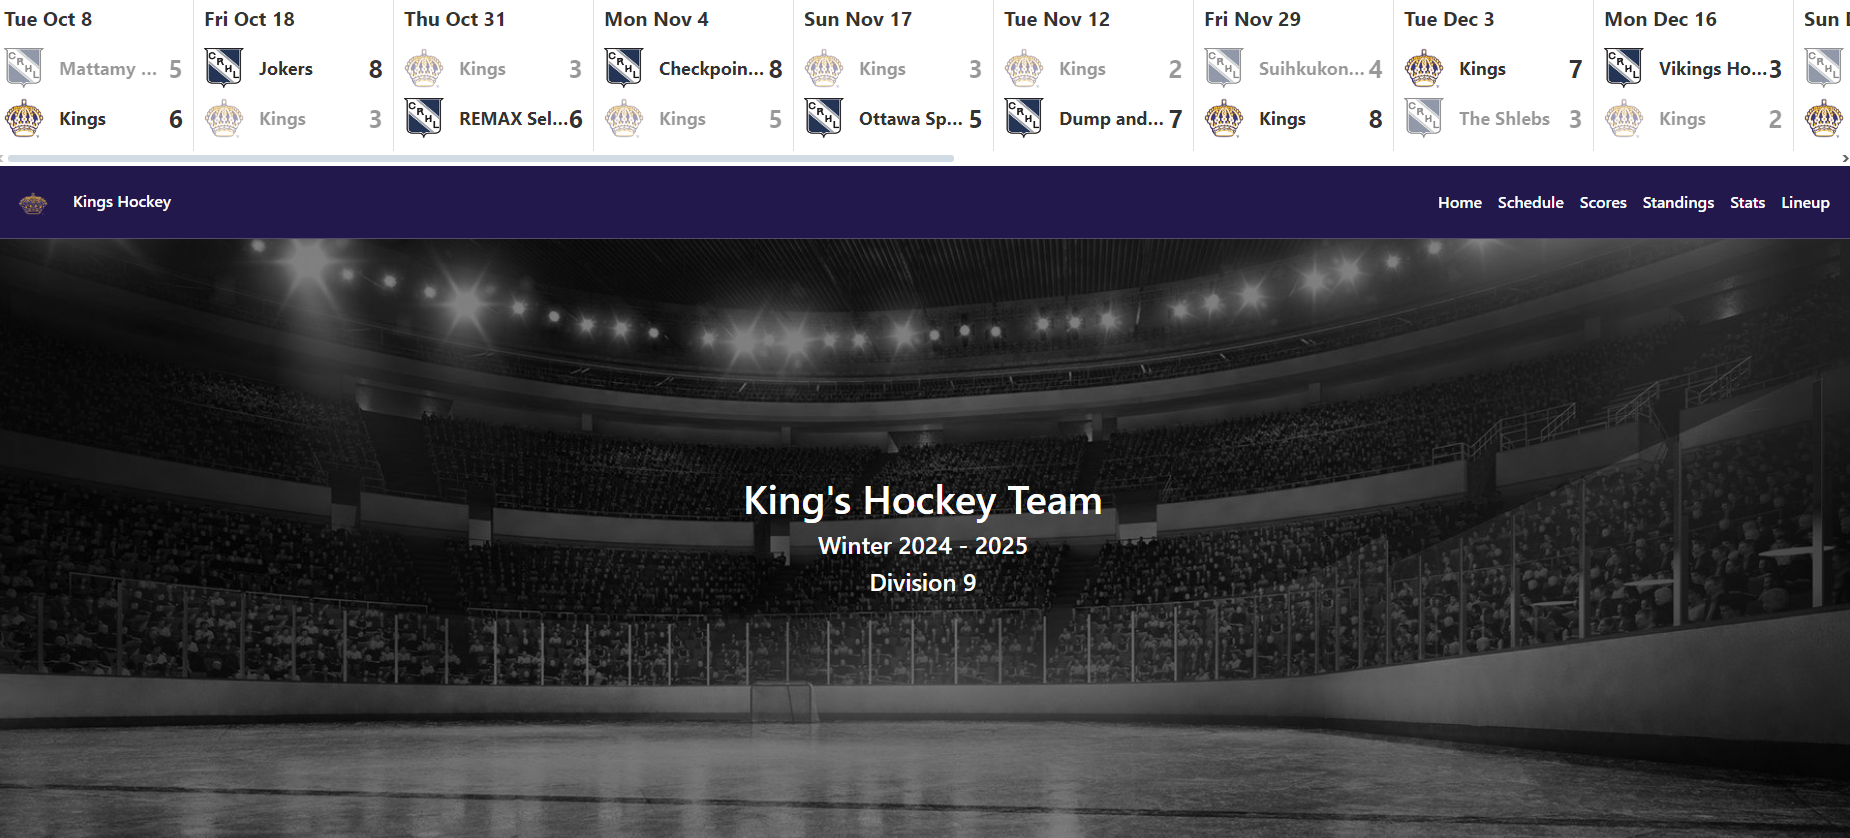 Tue Oct 8
Mattamy ... 5
Kings 6
Fri Oct 18
CRHL Jokers 8
Kings 3
Thu Oct 31
Kings 3
CRHL REMAX Sel... 6
Mon Nov 4
CRHL Checkpoin... 8
Kings 5
Sun Nov 17
Kings 3
CRHL Ottawa Sp... 5
Tue Nov 12
Kings 2
CRHL Dump and... 7
Fri Nov 29
CRHL Suihkukon... 4
Kings 8
Tue Dec 3
Kings 7
CRHL The Shlebs 3
Mon Dec 16
CRHL Vikings Ho... 3
Kings 2
Sun
Kings Hockey
Home Schedule Scores Standings Stats Lineup
King's Hockey Team
Winter 2024 - 2025
Division 9